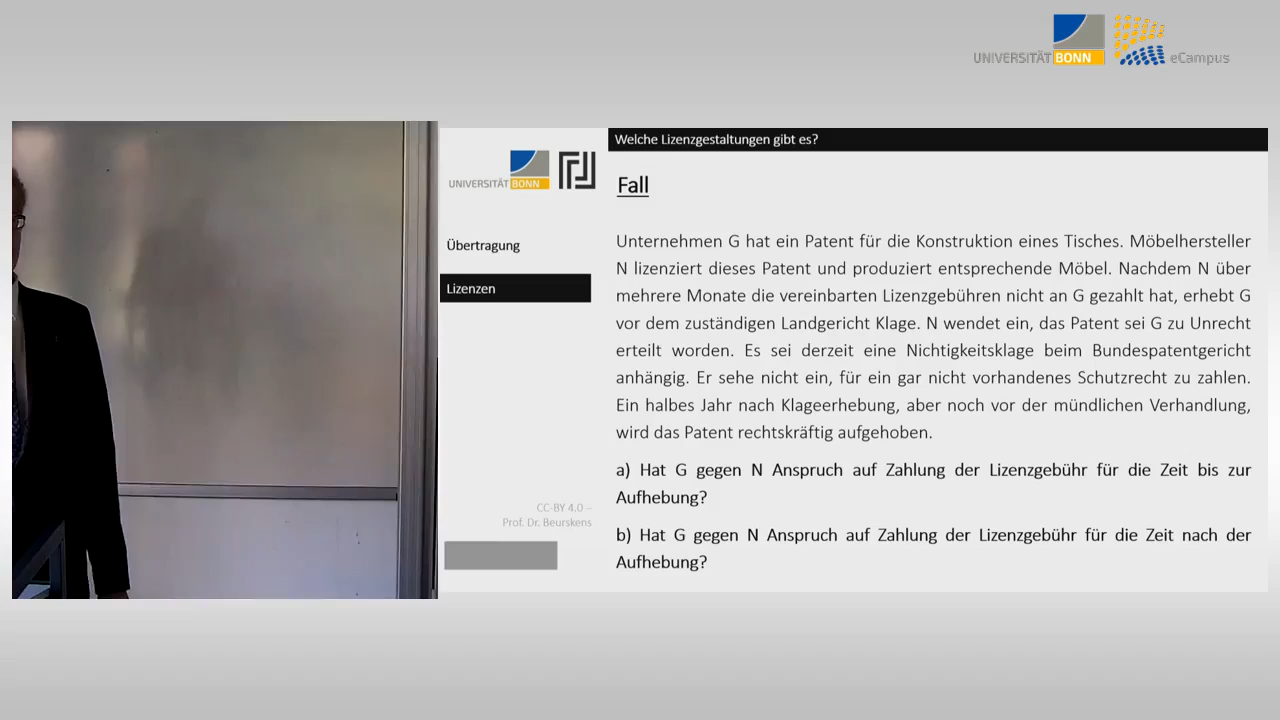 UNIVERSITÄT BONN eCampus
Welche Lizenzgestaltungen gibt es?
UNIVERSITÄT BONN
Fall
Übertragung
Lizenzen
Unternehmen G hat ein Patent für die Konstruktion eines Tisches. Möbelhersteller
N lizenziert dieses Patent und produziert entsprechende Möbel. Nachdem N über
mehrere Monate die vereinbarten Lizenzgebühren nicht an G gezahlt hat, erhebt G
vor dem zuständigen Landgericht Klage. N wendet ein, das Patent sei G zu Unrecht
erteilt worden. Es sei derzeit eine Nichtigkeitsklage beim Bundespatentgericht
anhängig. Er sehe nicht ein, für ein gar nicht vorhandenes Schutzrecht zu zahlen.
Ein halbes Jahr nach Klageerhebung, aber noch vor der mündlichen Verhandlung,
wird das Patent rechtskräftig aufgehoben.
a) Hat G gegen N Anspruch auf Zahlung der Lizenzgebühr für die Zeit bis zur
Aufhebung?
b) Hat G gegen N Anspruch auf Zahlung der Lizenzgebühr für die Zeit nach der
Aufhebung?
CC-BY 4.0 –
Prof. Dr. Beurskens